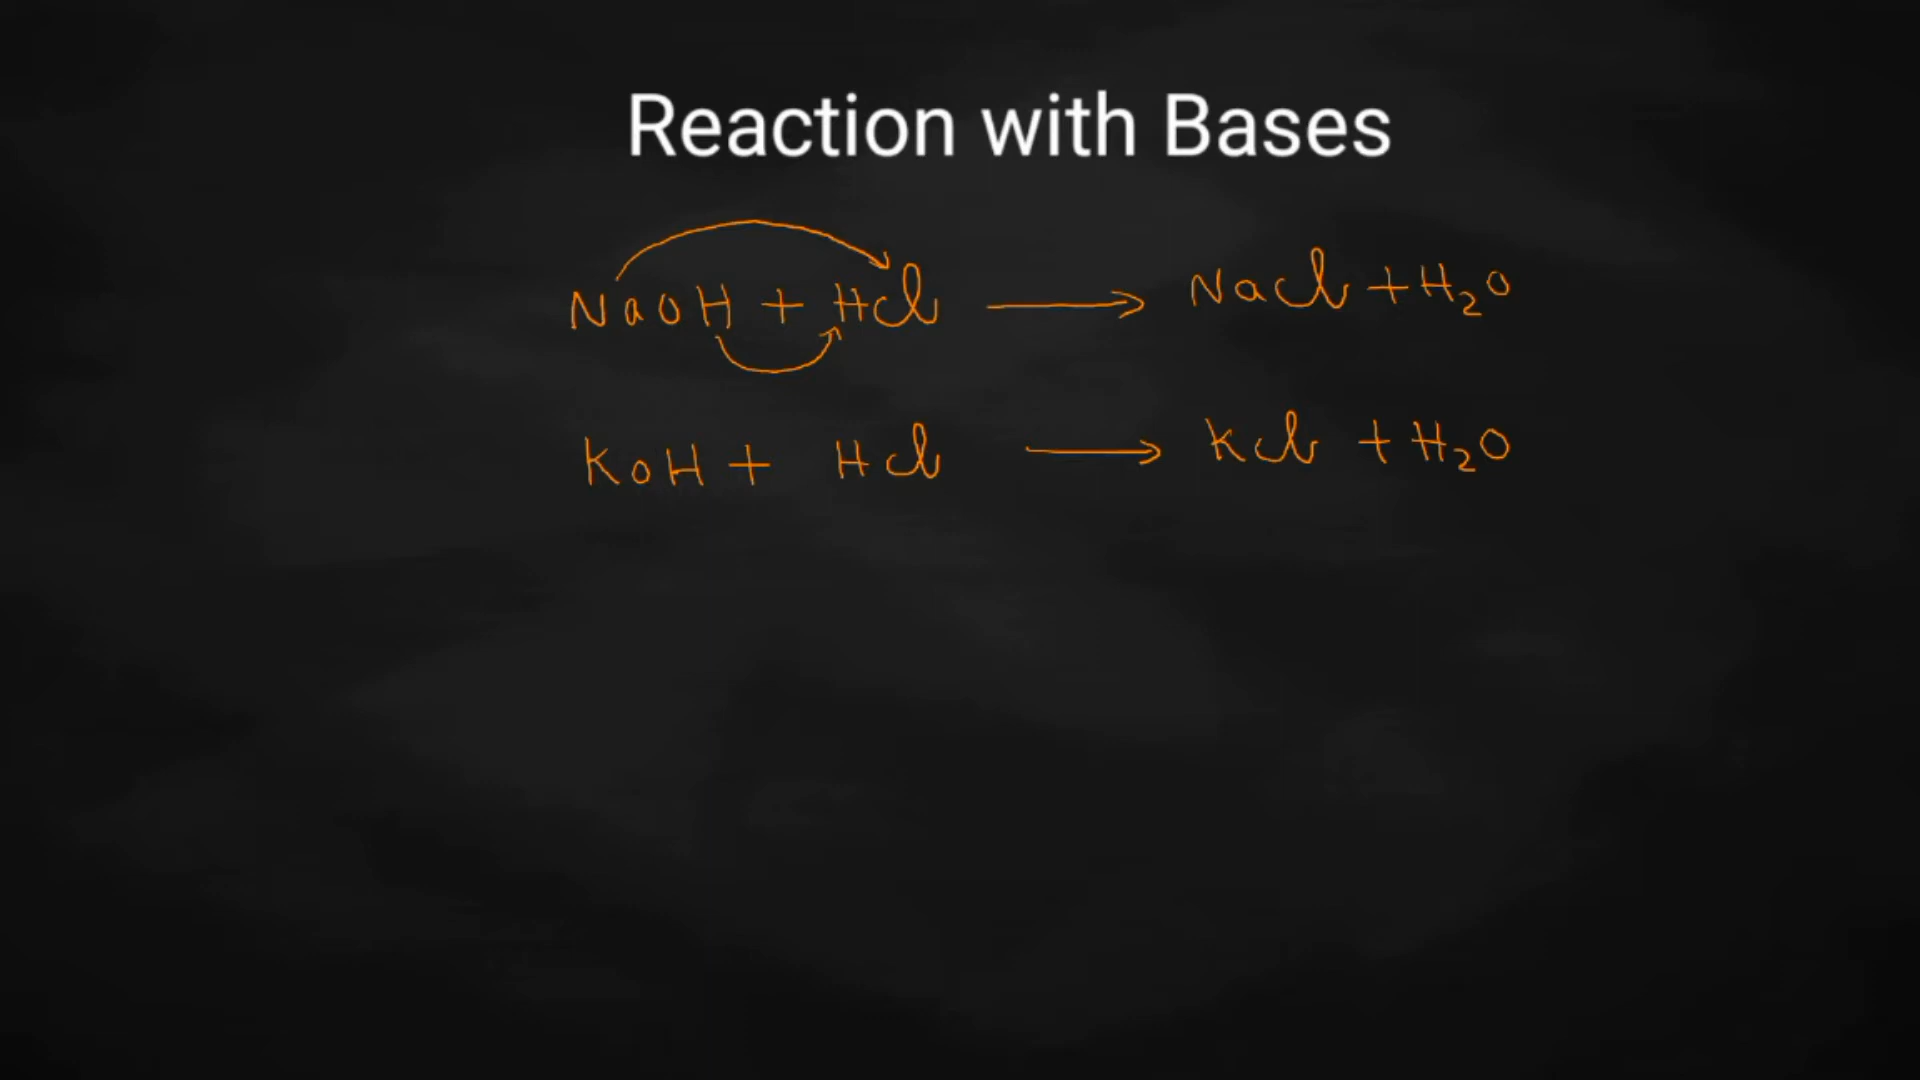 Reaction with Bases
NaOH + HCl ⟶ NaCl + H₂O
KOH + HCl ⟶ KCl + H₂O